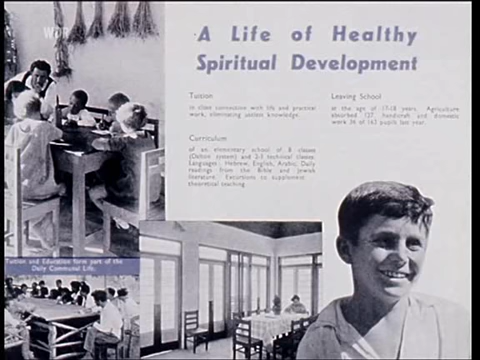 WDR
A Life of Healthy
Spiritual Development
Tuition
in close connection with life and practical
work, eliminating useless knowledge.
Curriculum
of an elementary school of 8 classes
(Dalton system) and 2-3 technical classes.
Languages: Hebrew, English, Arabic. Daily
readings from the Bible and Jewish
literature. Excursions to supplement
theoretical teaching.
Leaving School
at the age of 17-18 years. Agriculture
absorbed 127, handicraft and domestic
work 36 of 163 pupils last year.
Tuition and Education form part of the
Daily Communal Life.